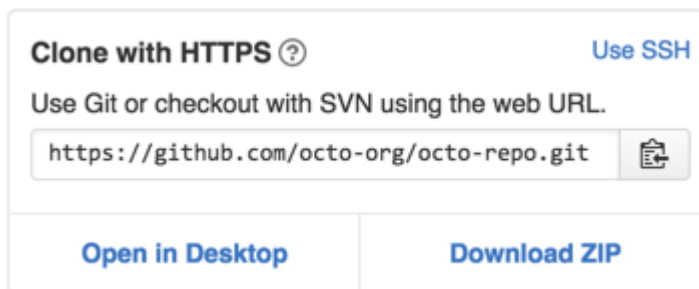 Clone with HTTPS ? Use SSH
Use Git or checkout with SVN using the web URL.
https://github.com/octo-org/octo-repo.git
Open in Desktop Download ZIP